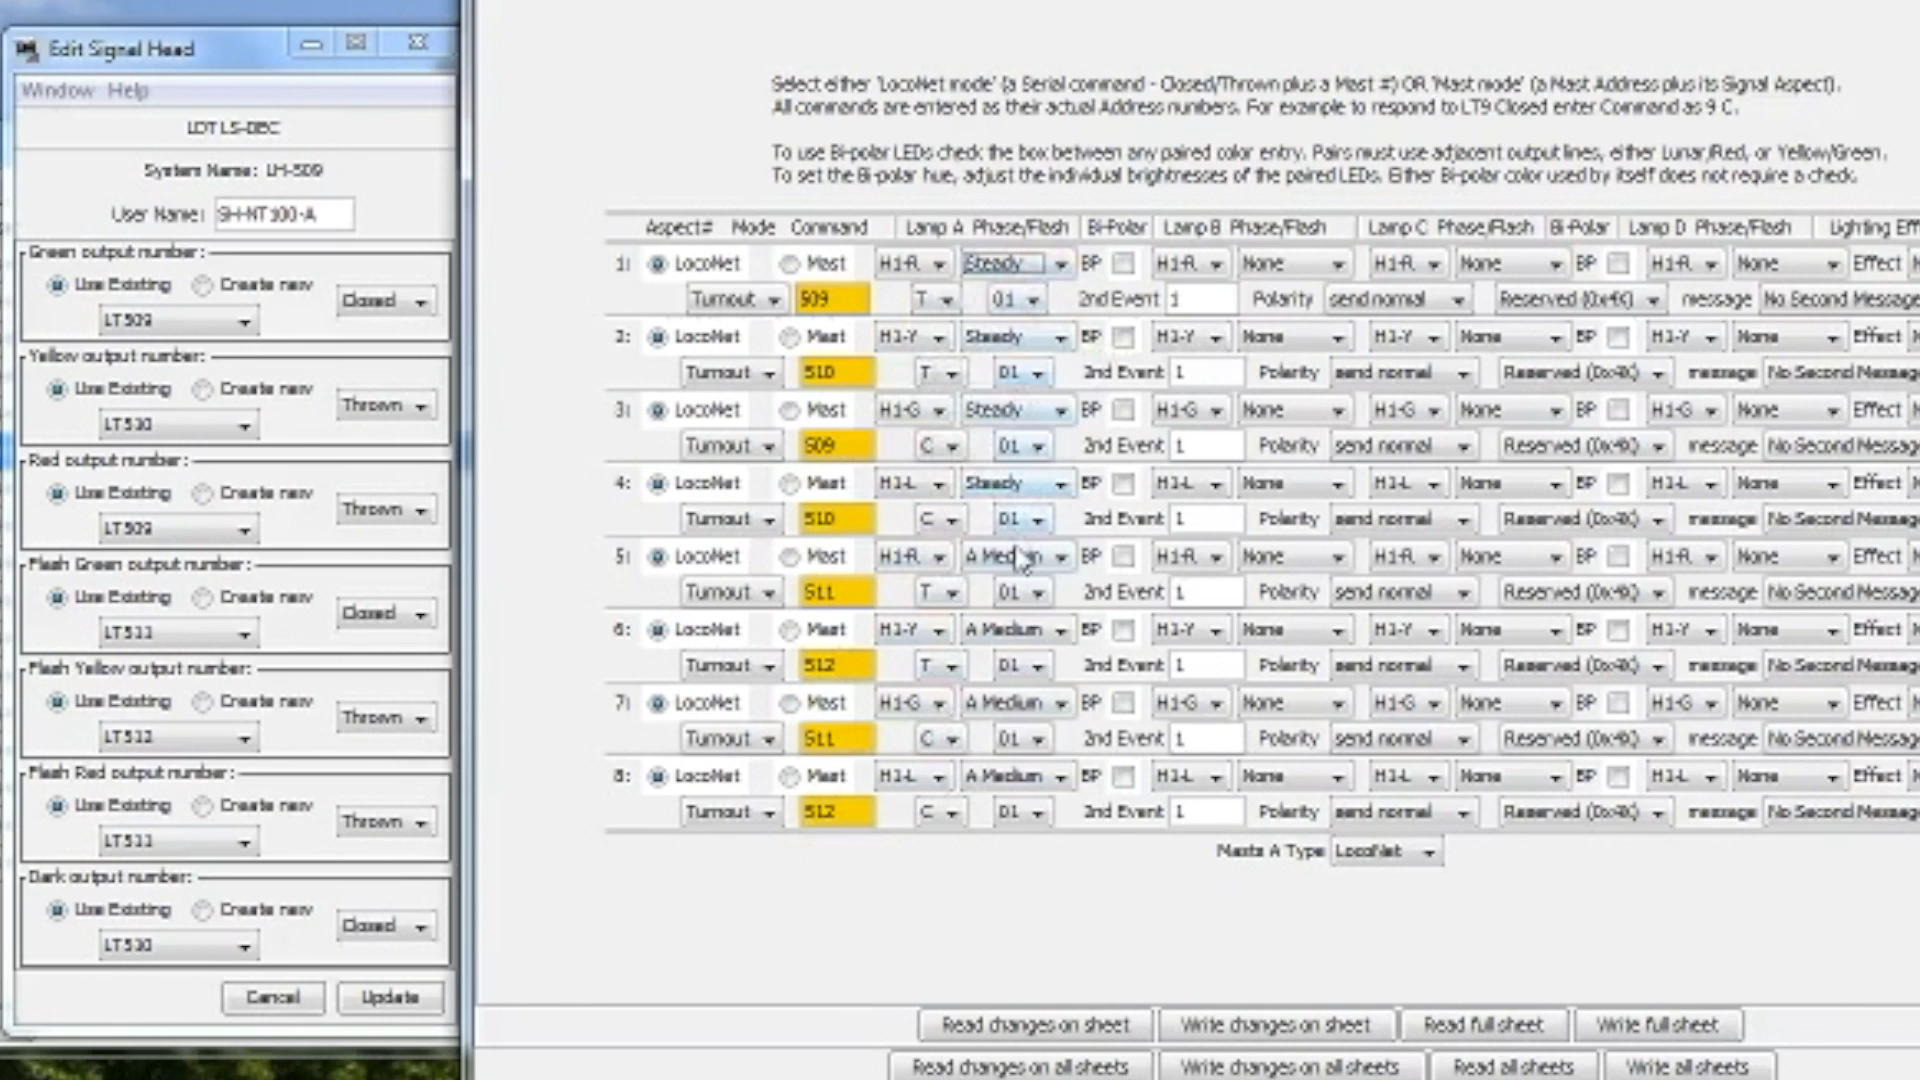 Edit Signal Head
Window Help
LDT LS-DEC
System Name: LH-509
User Name: SH-NT100-A
Green output number:
Use Existing Create new
Closed
LT509
Yellow output number:
Use Existing Create new
Thrown
LT510
Red output number:
Use Existing Create new
Thrown
LT509
Flash Green output number:
Use Existing Create new
Closed
LT511
Flash Yellow output number:
Use Existing Create new
Thrown
LT512
Flash Red output number:
Use Existing Create new
Thrown
LT511
Dark output number:
Use Existing Create new
Closed
LT510
Cancel Update
Select either 'LocoNet mode' (a Serial command - Closed/Thrown plus a Mast #) OR 'Mast mode' (a Mast Address plus its Signal Aspect).
All commands are entered as their actual Address numbers. For example to respond to LT9 Closed enter Command as 9 C.
To use Bi-polar LEDs check the box between any paired color entry. Pairs must use adjacent output lines, either Lunar/Red, or Yellow/Green.
To set the Bi-polar hue, adjust the individual brightnesses of the paired LEDs. Either Bi-polar color used by itself does not require a check.
Aspect# Mode Command Lamp A Phase/Flash Bi-Polar Lamp B Phase/Flash Lamp C Phase/Flash Bi-Polar Lamp D Phase/Flash Lighting Eff
1: LocoNet Mast H1-R Steady BP H1-R None H1-R None BP H1-R None Effect
Turnout 509 T 01 2nd Event 1 Polarity send normal Reserved (0x4X) message No Second Message
2: LocoNet Mast H1-Y Steady BP H1-Y None H1-Y None BP H1-Y None Effect
Turnout 510 T 01 2nd Event 1 Polarity send normal Reserved (0x4X) message No Second Message
3: LocoNet Mast H1-G Steady BP H1-G None H1-G None BP H1-G None Effect
Turnout 509 C 01 2nd Event 1 Polarity send normal Reserved (0x4X) message No Second Message
4: LocoNet Mast H1-L Steady BP H1-L None H1-L None BP H1-L None Effect
Turnout 510 C 01 2nd Event 1 Polarity send normal Reserved (0x4X) message No Second Message
5: LocoNet Mast H1-R A Medium BP H1-R None H1-R None BP H1-R None Effect
Turnout 511 T 01 2nd Event 1 Polarity send normal Reserved (0x4X) message No Second Message
6: LocoNet Mast H1-Y A Medium BP H1-Y None H1-Y None BP H1-Y None Effect
Turnout 512 T 01 2nd Event 1 Polarity send normal Reserved (0x4X) message No Second Message
7: LocoNet Mast H1-G A Medium BP H1-G None H1-G None BP H1-G None Effect
Turnout 511 C 01 2nd Event 1 Polarity send normal Reserved (0x4X) message No Second Message
8: LocoNet Mast H1-L A Medium BP H1-L None H1-L None BP H1-L None Effect
Turnout 512 C 01 2nd Event 1 Polarity send normal Reserved (0x4X) message No Second Message
Masts A Type LocoNet
Read changes on sheet Write changes on sheet Read full sheet Write full sheet
Read changes on all sheets Write changes on all sheets Read all sheets Write all sheets